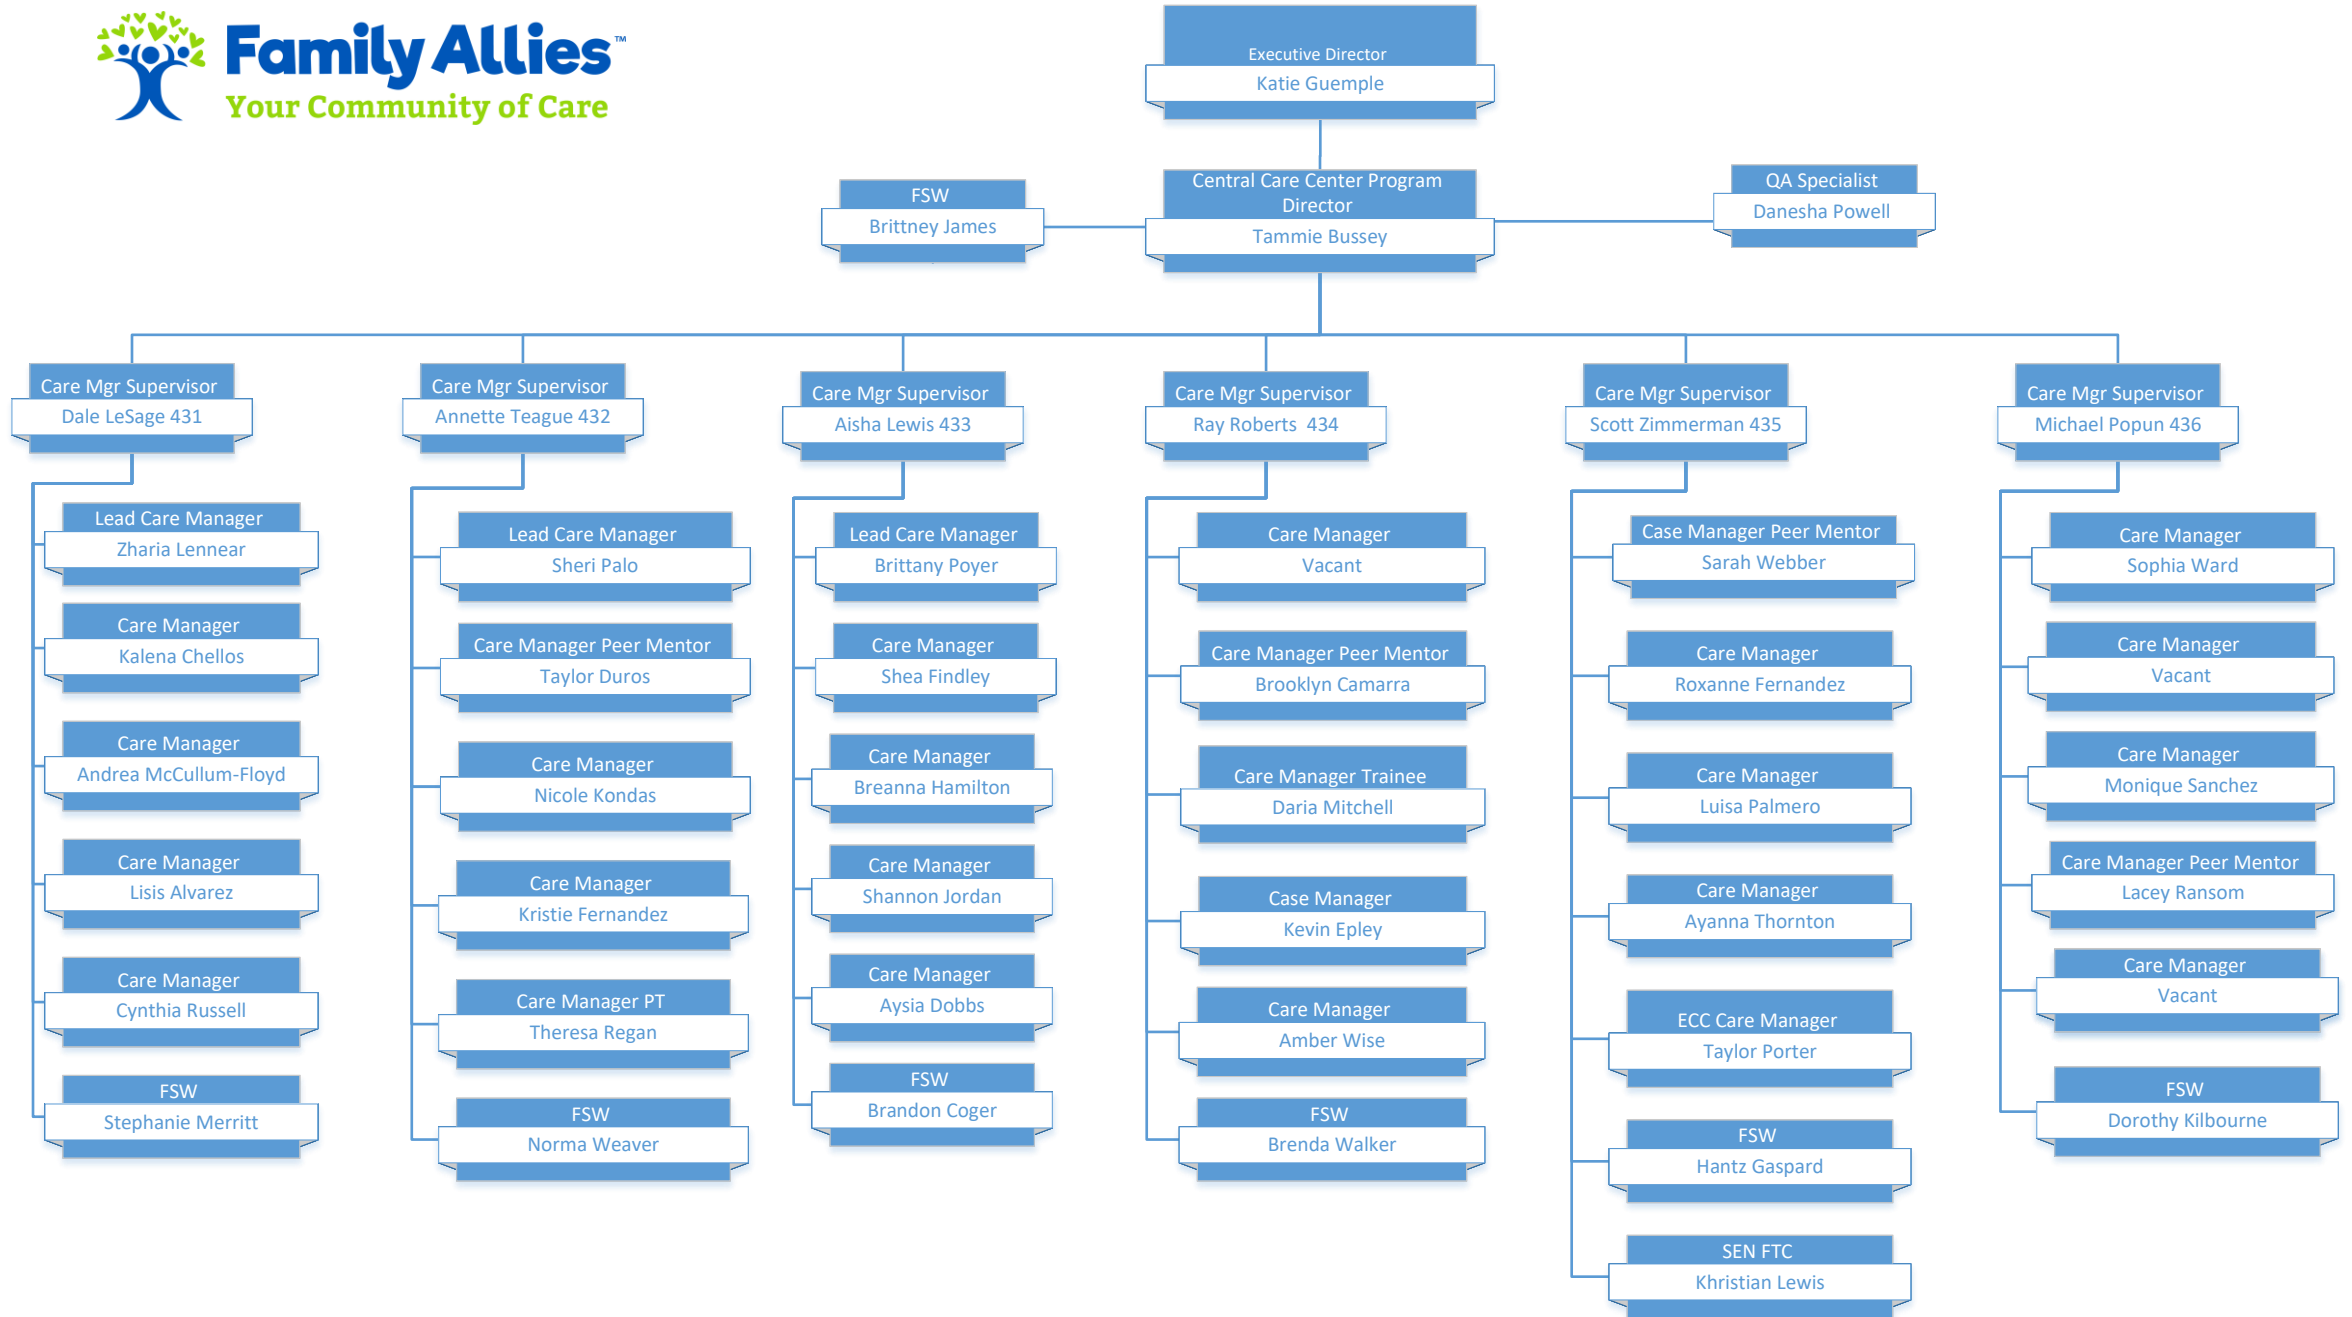 Family Allies™
Your Community of Care
Executive Director
Katie Guemple
FSW
Brittney James
Central Care Center Program
Director
Tammie Bussey
QA Specialist
Danesha Powell
Care Mgr Supervisor
Dale LeSage 431
Lead Care Manager
Zharia Lennear
Care Manager
Kalena Chellos
Care Manager
Andrea McCullum-Floyd
Care Manager
Lisis Alvarez
Care Manager
Cynthia Russell
FSW
Stephanie Merritt
Care Mgr Supervisor
Annette Teague 432
Lead Care Manager
Sheri Palo
Care Manager Peer Mentor
Taylor Duros
Care Manager
Nicole Kondas
Care Manager
Kristie Fernandez
Care Manager PT
Theresa Regan
FSW
Norma Weaver
Care Mgr Supervisor
Aisha Lewis 433
Lead Care Manager
Brittany Poyer
Care Manager
Shea Findley
Care Manager
Breanna Hamilton
Care Manager
Shannon Jordan
Care Manager
Aysia Dobbs
FSW
Brandon Coger
Care Mgr Supervisor
Ray Roberts  434
Care Manager
Vacant
Care Manager Peer Mentor
Brooklyn Camarra
Care Manager Trainee
Daria Mitchell
Case Manager
Kevin Epley
Care Manager
Amber Wise
FSW
Brenda Walker
Care Mgr Supervisor
Scott Zimmerman 435
Case Manager Peer Mentor
Sarah Webber
Care Manager
Roxanne Fernandez
Care Manager
Luisa Palmero
Care Manager
Ayanna Thornton
ECC Care Manager
Taylor Porter
FSW
Hantz Gaspard
SEN FTC
Khristian Lewis
Care Mgr Supervisor
Michael Popun 436
Care Manager
Sophia Ward
Care Manager
Vacant
Care Manager
Monique Sanchez
Care Manager Peer Mentor
Lacey Ransom
Care Manager
Vacant
FSW
Dorothy Kilbourne